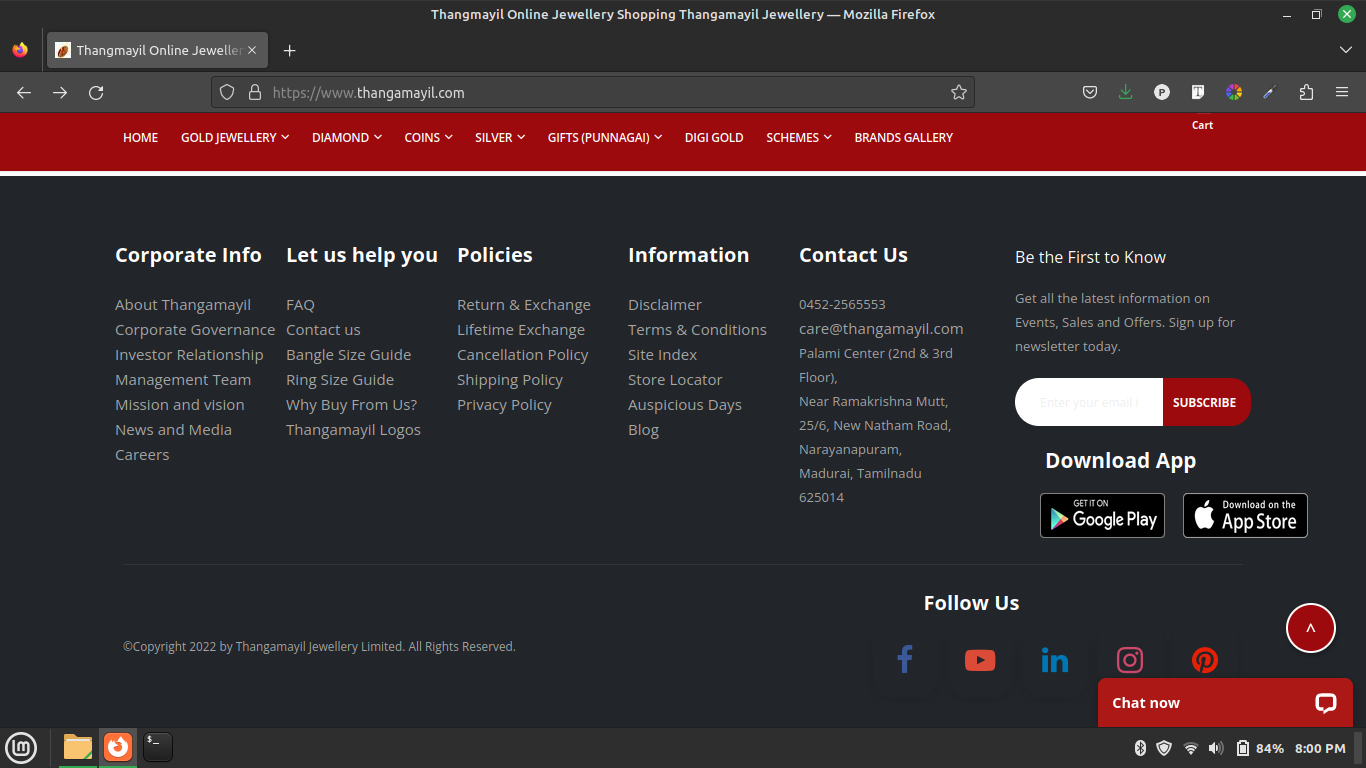 Thangmayil Online Jewellery Shopping Thangamayil Jewellery — Mozilla Firefox
Thangmayil Online Jeweller
https://www.thangamayil.com
Cart
HOME GOLD JEWELLERY DIAMOND COINS SILVER GIFTS (PUNNAGAI) DIGI GOLD SCHEMES BRANDS GALLERY
Corporate Info
About Thangamayil
Corporate Governance
Investor Relationship
Management Team
Mission and vision
News and Media
Careers
Let us help you
FAQ
Contact us
Bangle Size Guide
Ring Size Guide
Why Buy From Us?
Thangamayil Logos
Policies
Return & Exchange
Lifetime Exchange
Cancellation Policy
Shipping Policy
Privacy Policy
Information
Disclaimer
Terms & Conditions
Site Index
Store Locator
Auspicious Days
Blog
Contact Us
0452-2565553
care@thangamayil.com
Palami Center (2nd & 3rd
Floor),
Near Ramakrishna Mutt,
25/6, New Natham Road,
Narayanapuram,
Madurai, Tamilnadu
625014
Be the First to Know
Get all the latest information on
Events, Sales and Offers. Sign up for
newsletter today.
Enter your email i
SUBSCRIBE
Download App
GET IT ON
Google Play
Download on the
App Store
Follow Us
©Copyright 2022 by Thangamayil Jewellery Limited. All Rights Reserved.
Chat now
84% 8:00 PM